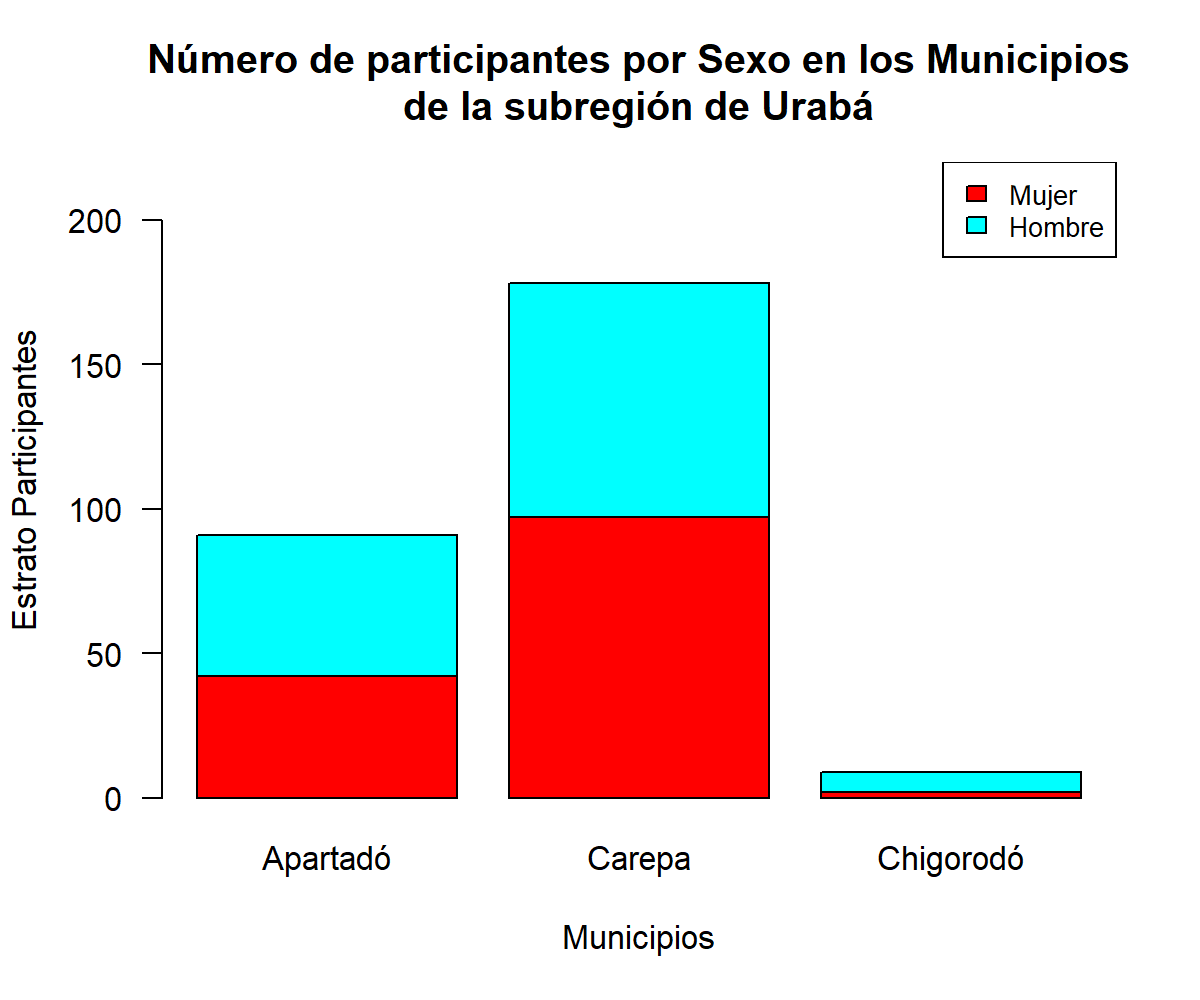 Número de participantes por Sexo en los Municipios
de la subregión de Urabá
Mujer
Hombre
Estrato Participantes
200
150
100
50
0
Apartadó
Carepa
Chigorodó
Municipios